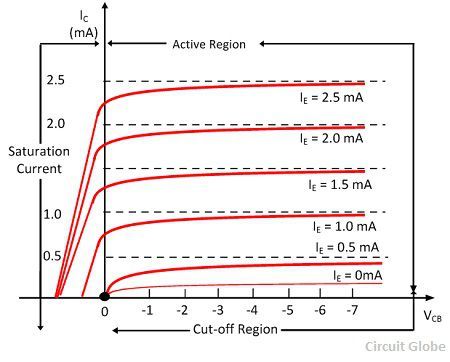 I_C
(mA)
Active Region
2.5
I_E = 2.5 mA
2.0
I_E = 2.0 mA
Saturation
Current
I_E = 1.5 mA
1.0
I_E = 1.0 mA
I_E = 0.5 mA
0.5
I_E = 0mA
0 -1 -2 -3 -4 -5 -6 -7 V_CB
Cut-off Region
Circuit Globe